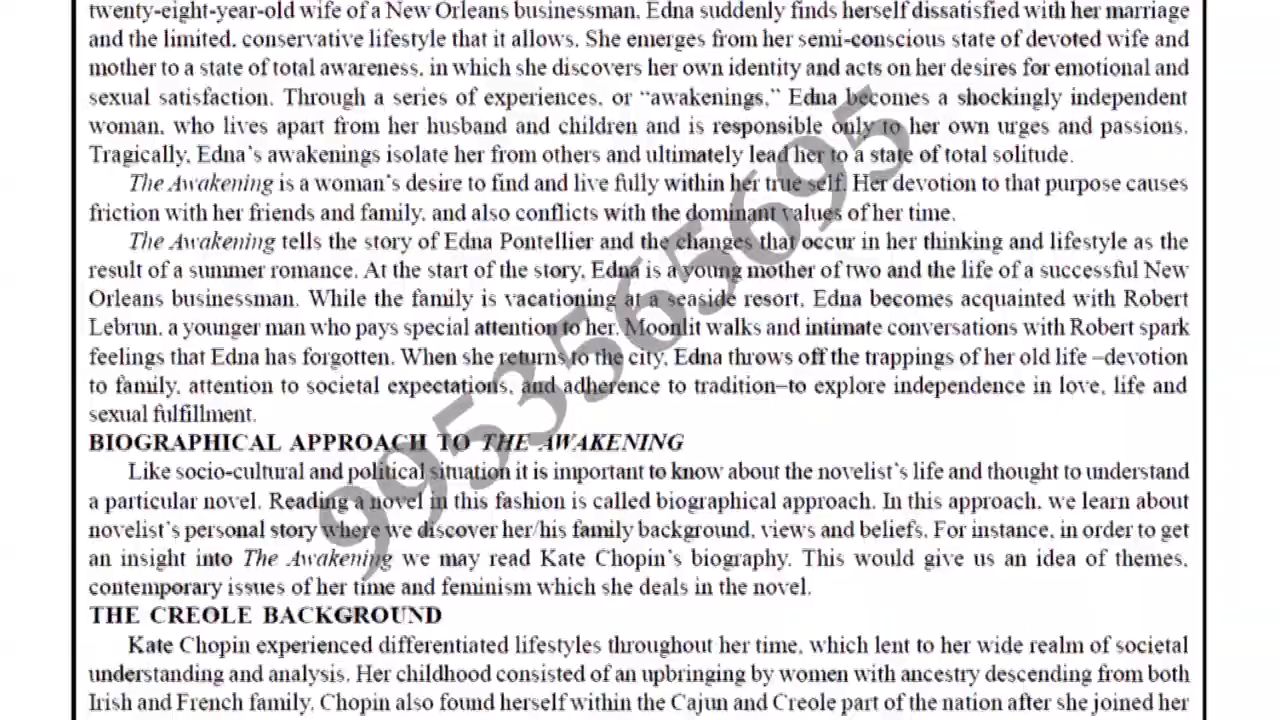 twenty-eight-year-old wife of a New Orleans businessman. Edna suddenly finds herself dissatisfied with her marriage
and the limited, conservative lifestyle that it allows. She emerges from her semi-conscious state of devoted wife and
mother to a state of total awareness, in which she discovers her own identity and acts on her desires for emotional and
sexual satisfaction. Through a series of experiences, or “awakenings,” Edna becomes a shockingly independent
woman, who lives apart from her husband and children and is responsible only to her own urges and passions.
Tragically, Edna’s awakenings isolate her from others and ultimately lead her to a state of total solitude.
The Awakening is a woman’s desire to find and live fully within her true self. Her devotion to that purpose causes
friction with her friends and family, and also conflicts with the dominant values of her time.
The Awakening tells the story of Edna Pontellier and the changes that occur in her thinking and lifestyle as the
result of a summer romance. At the start of the story, Edna is a young mother of two and the life of a successful New
Orleans businessman. While the family is vacationing at a seaside resort, Edna becomes acquainted with Robert
Lebrun, a younger man who pays special attention to her. Moonlit walks and intimate conversations with Robert spark
feelings that Edna has forgotten. When she returns to the city, Edna throws off the trappings of her old life –devotion
to family, attention to societal expectations, and adherence to tradition–to explore independence in love, life and
sexual fulfillment.
BIOGRAPHICAL APPROACH TO THE AWAKENING
Like socio-cultural and political situation it is important to know about the novelist’s life and thought to understand
a particular novel. Reading a novel in this fashion is called biographical approach. In this approach, we learn about
novelist’s personal story where we discover her/his family background, views and beliefs. For instance, in order to get
an insight into The Awakening we may read Kate Chopin’s biography. This would give us an idea of themes,
contemporary issues of her time and feminism which she deals in the novel.
THE CREOLE BACKGROUND
Kate Chopin experienced differentiated lifestyles throughout her time, which lent to her wide realm of societal
understanding and analysis. Her childhood consisted of an upbringing by women with ancestry descending from both
Irish and French family. Chopin also found herself within the Cajun and Creole part of the nation after she joined her
9953565695